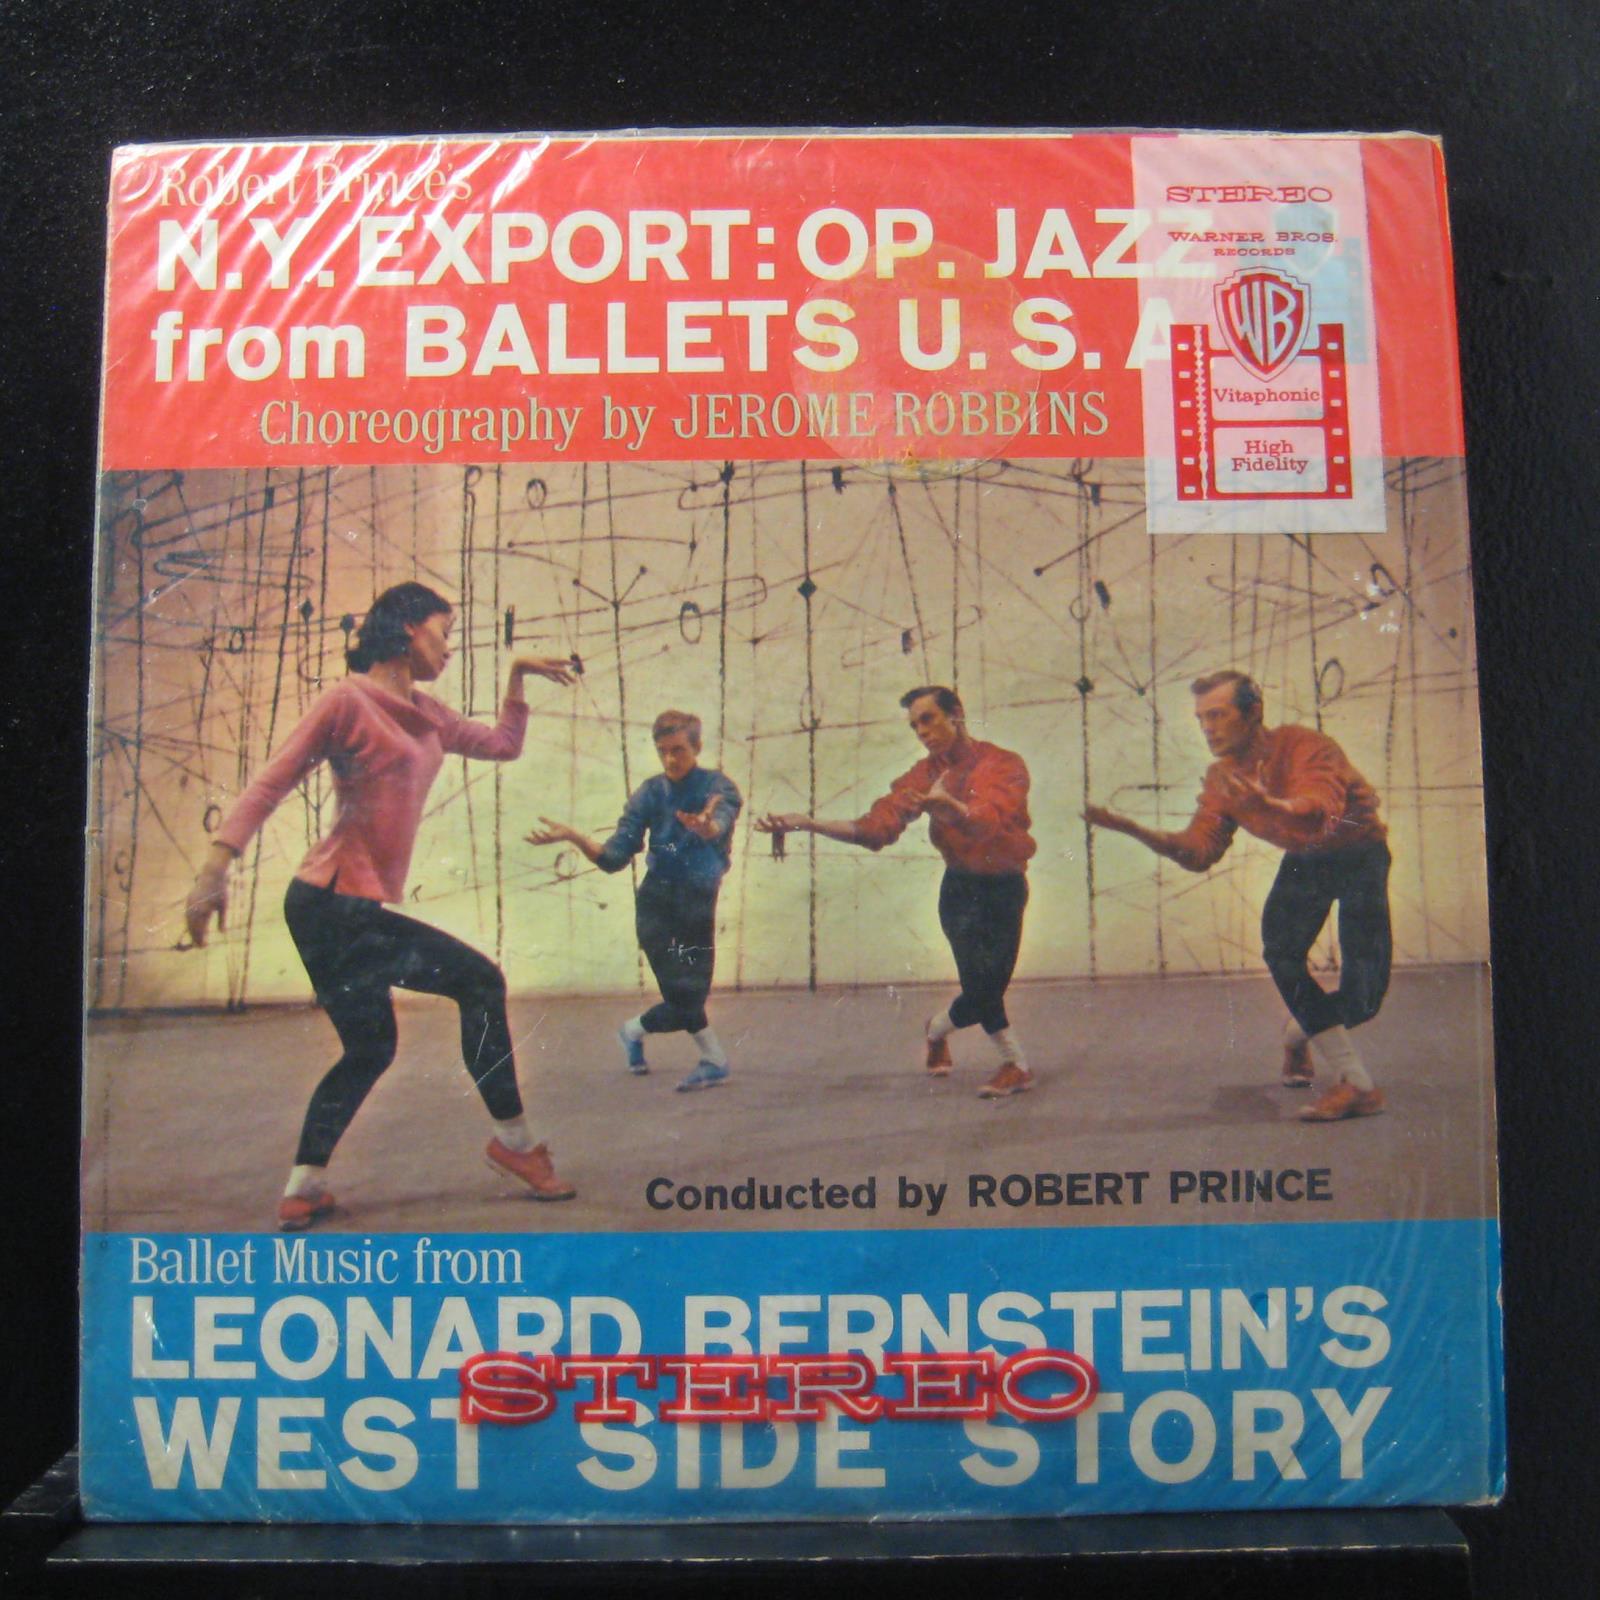 Robert Prince's
N.Y. EXPORT: OP. JAZZ
from BALLETS U. S. A
Choreography by JEROME ROBBINS
STEREO
WARNER BROS.
RECORDS
WB
Vitaphonic
High
Fidelity
Conducted by ROBERT PRINCE
Ballet Music from
LEONARD BERNSTEIN'S
STEREO
WEST SIDE STORY